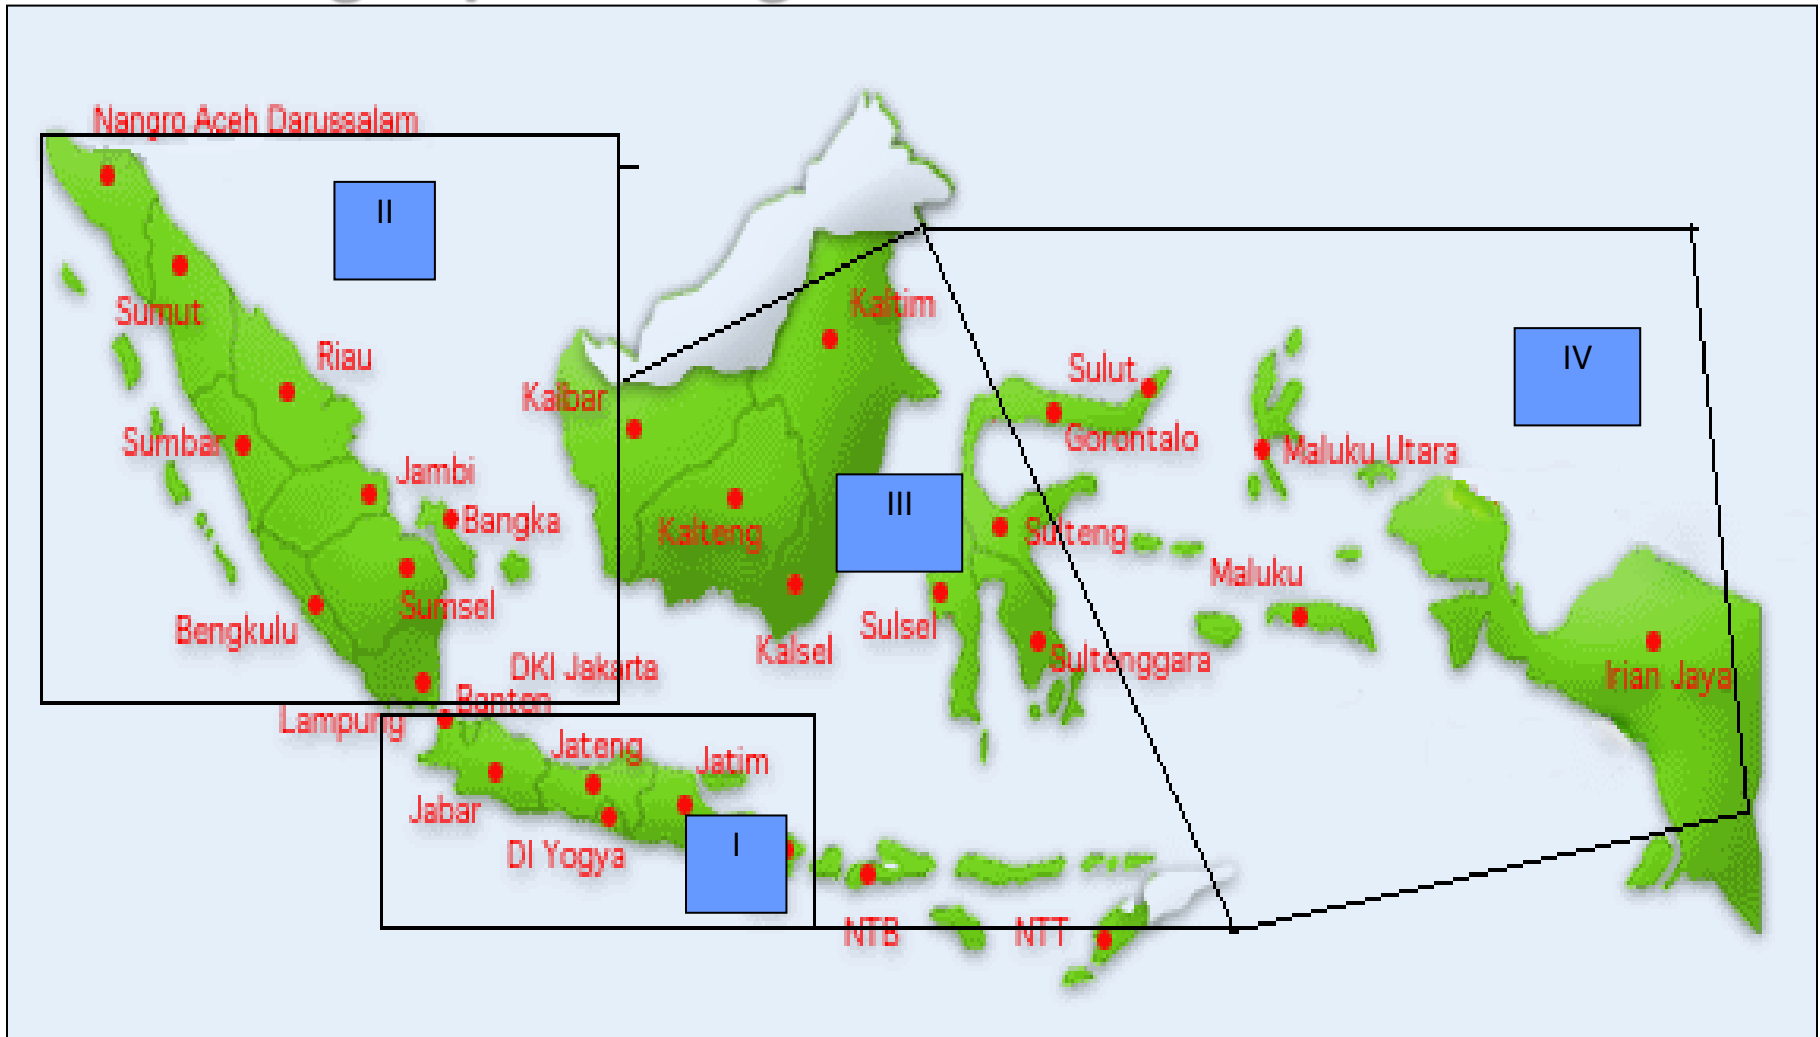 Nangro Aceh Darussalam
II
Sumut
Riau
Kaltim
IV
Sulut
Kalbar
Gorontalo
Maluku Utara
Sumbar
Jambi
III
Bangka
Kalteng
Sulteng
Maluku
Sumsel
Bengkulu
Sulsel
Kalsel
Sultenggara
DKI Jakarta
Irian Jaya
Banten
Lampung
Jateng
Jatim
Jabar
DI Yogya
I
NTB
NTT